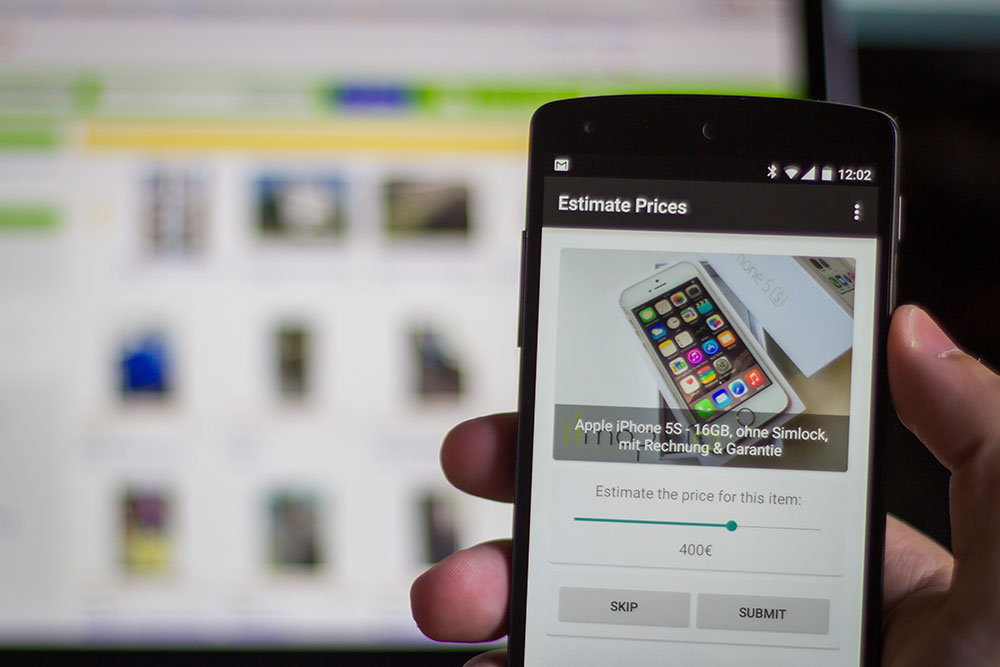 12:02
Estimate Prices
one 5S
Apple iPhone 5S - 16GB, ohne Simlock,
mit Rechnung & Garantie
Estimate the price for this item:
400€
SKIP
SUBMIT